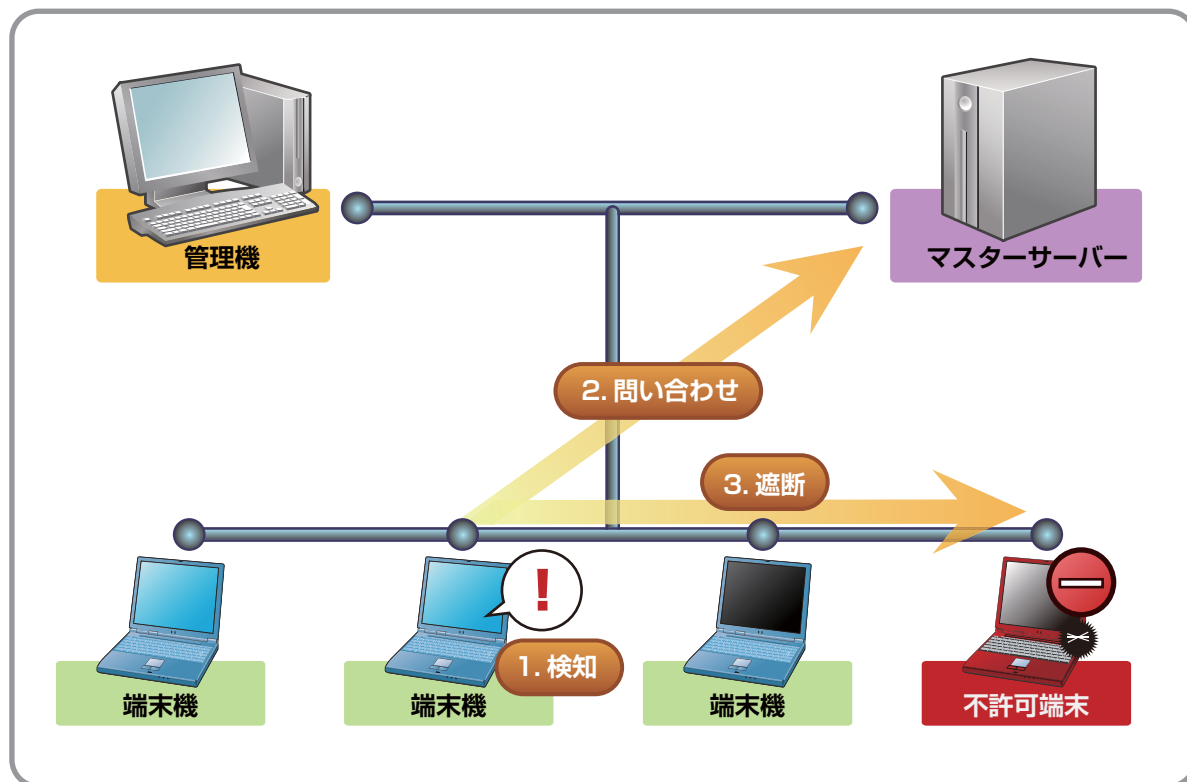 管理機
マスターサーバー
2. 問い合わせ
3. 遮断
!
1. 検知
端末機
端末機
端末機
不許可端末